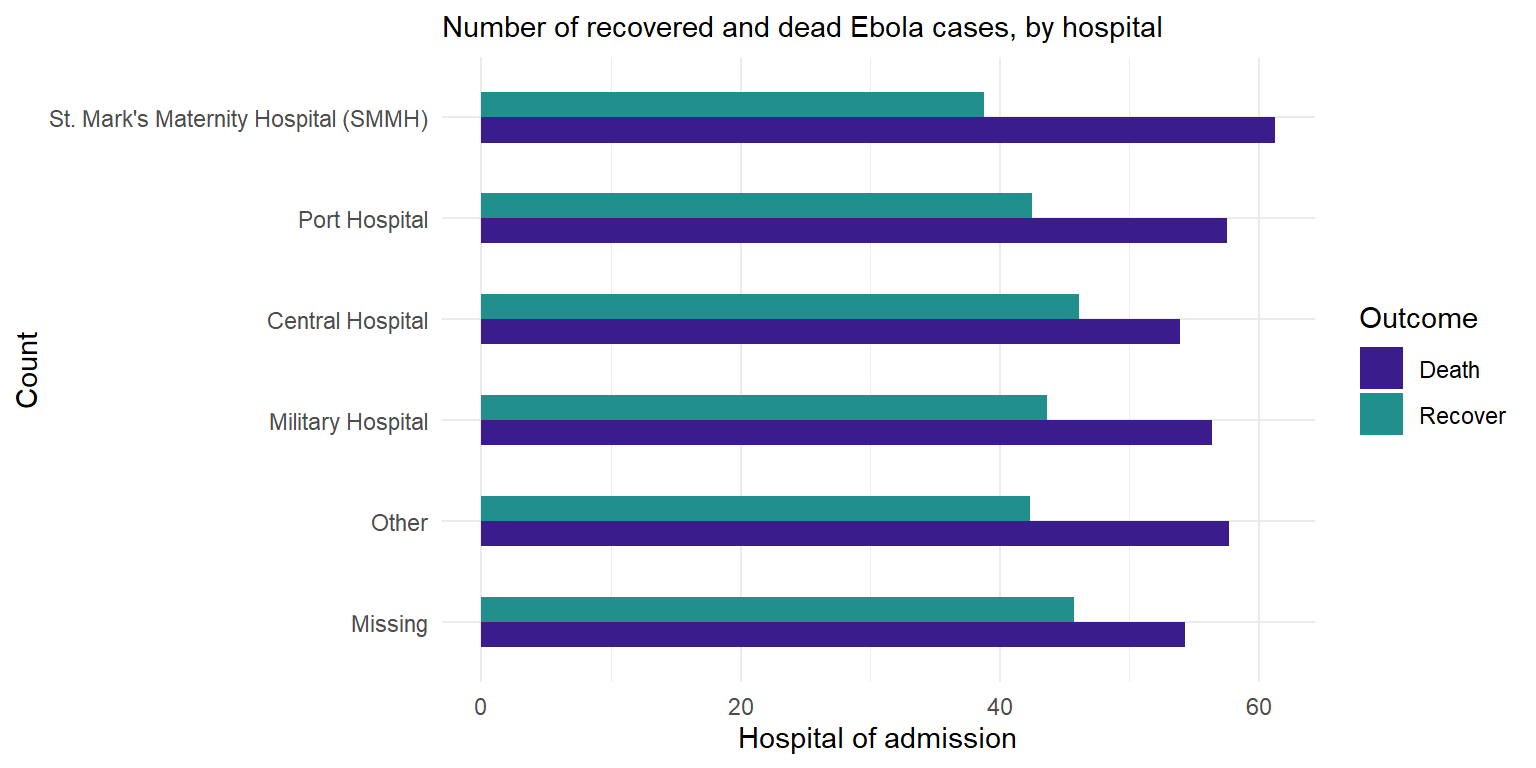 Number of recovered and dead Ebola cases, by hospital
St. Mark's Maternity Hospital (SMMH)
Port Hospital
Central Hospital
Military Hospital
Other
Missing
Count
0 20 40 60
Hospital of admission
Outcome
Death
Recover